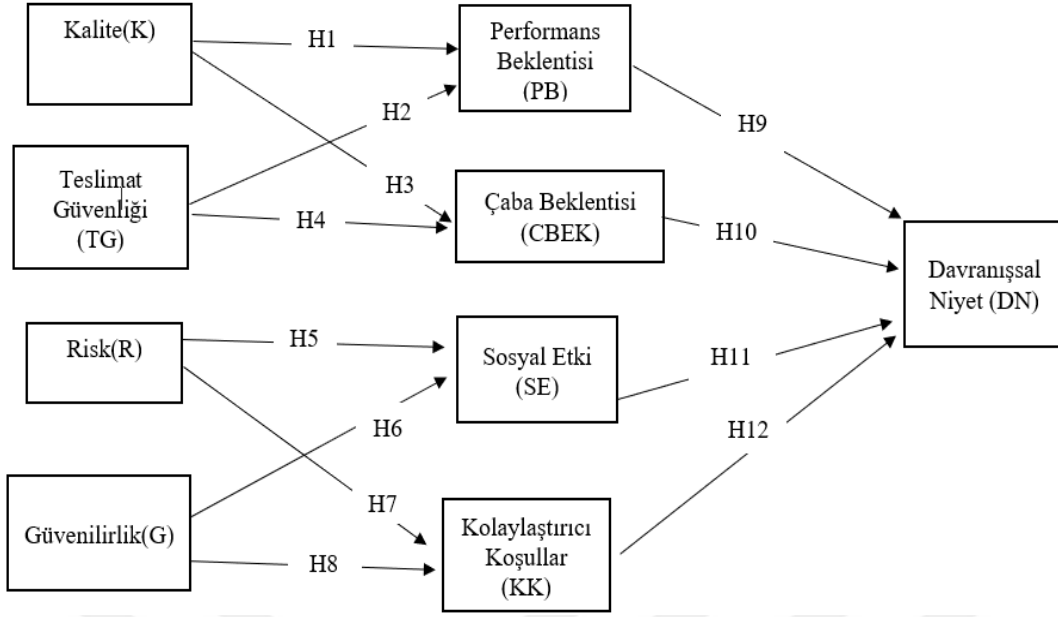 Kalite(K)
H1
Performans
Beklentisi
(PB)
H2
H9
Teslimat
Güvenliği
(TG)
H3
H4
Çaba Beklentisi
(CBEK)
H10
Davranışsal
Niyet (DN)
Risk(R)
H5
Sosyal Etki
(SE)
H11
H6
H12
Güvenilirlik(G)
H7
H8
Kolaylaştırıcı
Koşullar
(KK)